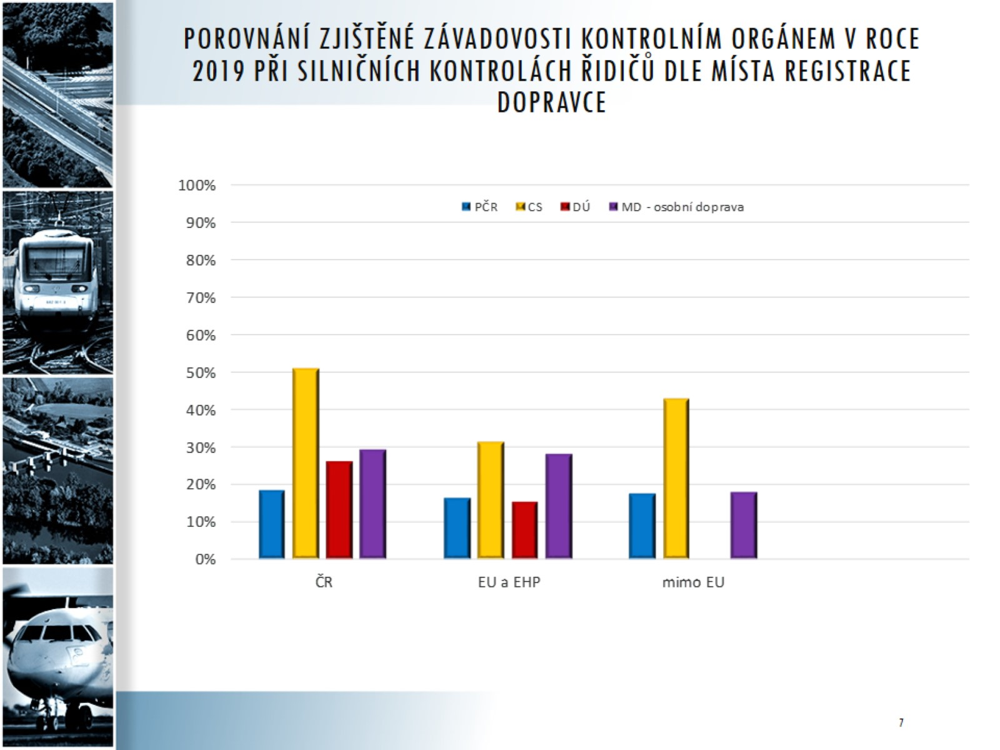 POROVNÁNÍ ZJIŠTĚNÉ ZÁVADOVOSTI KONTROLNÍM ORGÁNEM V ROCE
2019 PŘI SILNIČNÍCH KONTROLÁCH ŘIDIČŮ DLE MÍSTA REGISTRACE
DOPRAVCE
100%
PČR CS DÚ MD - osobní doprava
90%
80%
70%
60%
50%
40%
30%
20%
10%
0%
ČR EU a EHP mimo EU
7